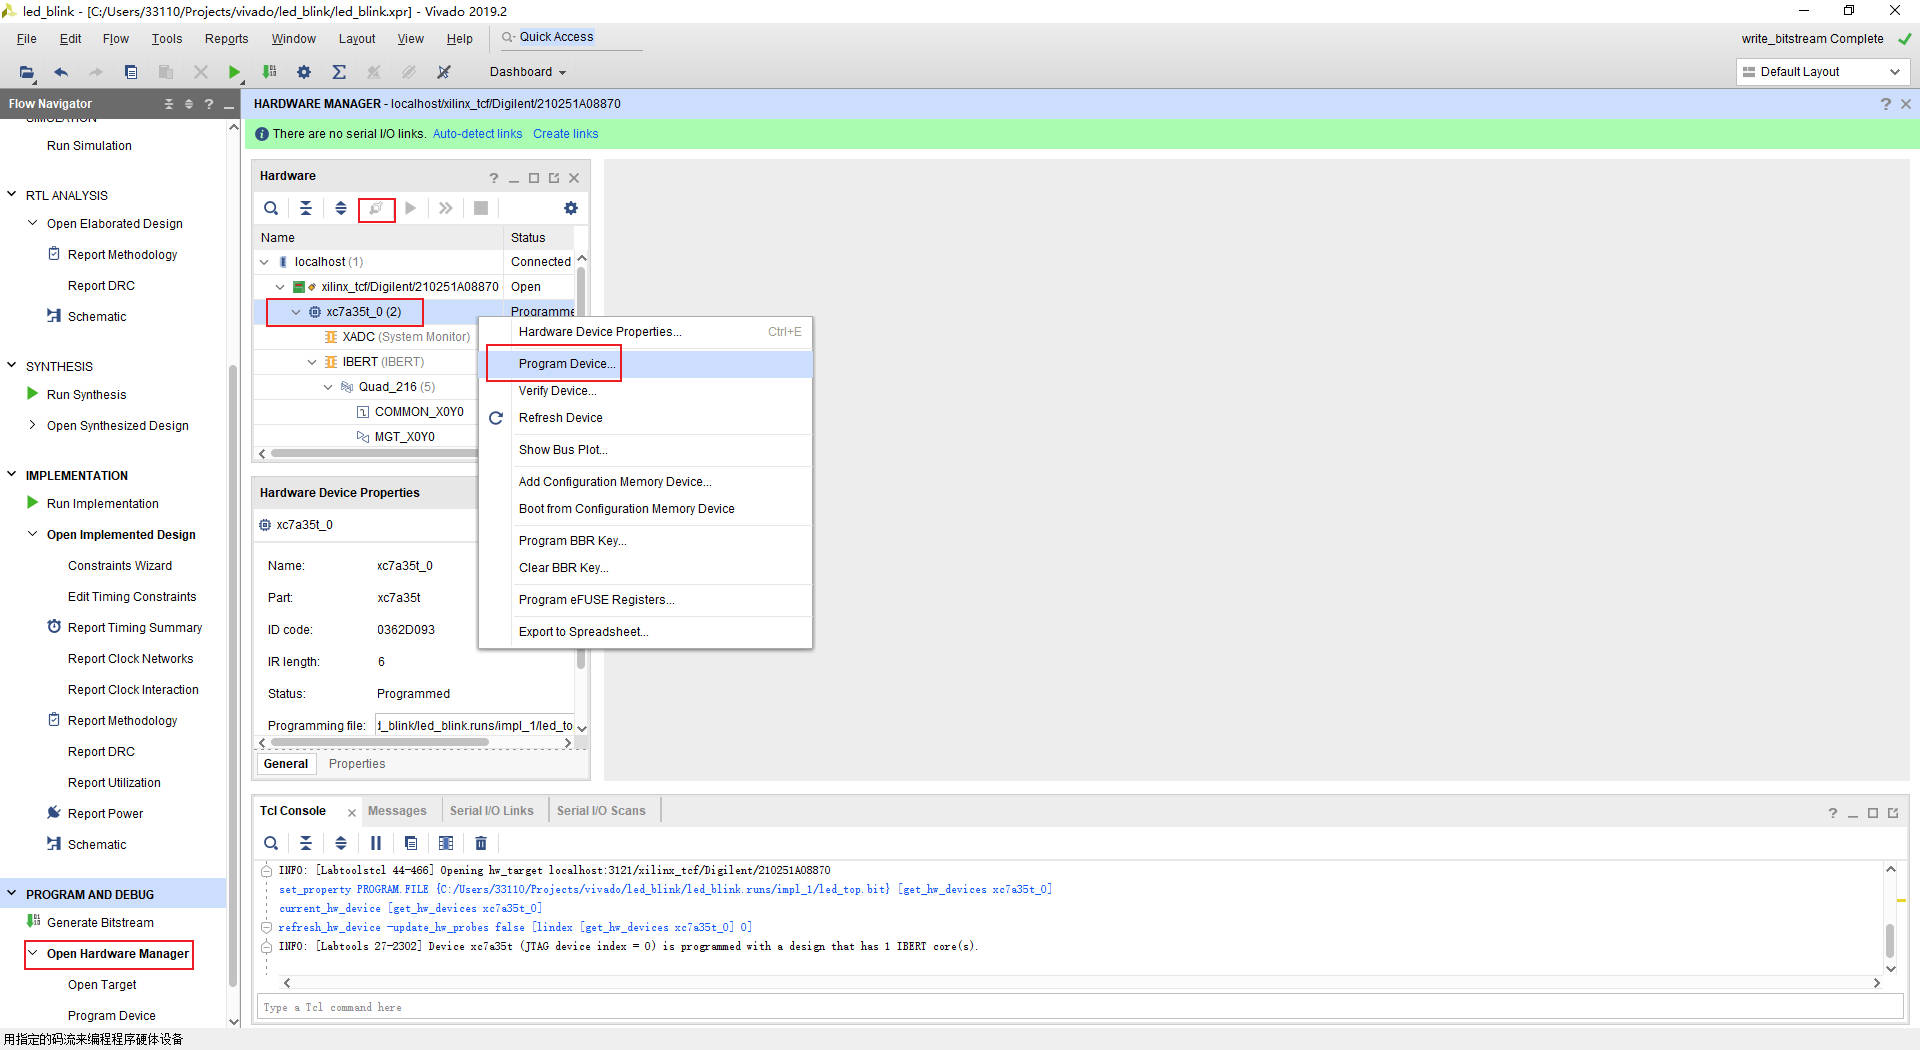 led_blink - [C:/Users/33110/Projects/vivado/led_blink/led_blink.xpr] - Vivado 2019.2
File Edit Flow Tools Reports Window Layout View Help Quick Access
write_bitstream Complete
Dashboard
Default Layout
Flow Navigator
SIMULATION
Run Simulation
RTL ANALYSIS
Open Elaborated Design
Report Methodology
Report DRC
Schematic
SYNTHESIS
Run Synthesis
Open Synthesized Design
IMPLEMENTATION
Run Implementation
Open Implemented Design
Constraints Wizard
Edit Timing Constraints
Report Timing Summary
Report Clock Networks
Report Clock Interaction
Report Methodology
Report DRC
Report Utilization
Report Power
Schematic
PROGRAM AND DEBUG
Generate Bitstream
Open Hardware Manager
Open Target
Program Device
HARDWARE MANAGER - localhost/xilinx_tcf/Digilent/210251A08870
There are no serial I/O links. Auto-detect links Create links
Hardware
Name Status
localhost (1) Connected
xilinx_tcf/Digilent/210251A08870 Open
xc7a35t_0 (2) Programme
XADC (System Monitor)
IBERT (IBERT)
Quad_216 (5)
COMMON_X0Y0
MGT_X0Y0
Hardware Device Properties... Ctrl+E
Program Device...
Verify Device...
Refresh Device
Show Bus Plot...
Add Configuration Memory Device...
Boot from Configuration Memory Device
Program BBR Key...
Clear BBR Key...
Program eFUSE Registers...
Export to Spreadsheet...
Hardware Device Properties
xc7a35t_0
Name: xc7a35t_0
Part: xc7a35t
ID code: 0362D093
IR length: 6
Status: Programmed
Programming file: d_blink/led_blink.runs/impl_1/led_to
General Properties
Tcl Console Messages Serial I/O Links Serial I/O Scans
INFO: [Labtoolstcl 44-466] Opening hw_target localhost:3121/xilinx_tcf/Digilent/210251A08870
set_property PROGRAM.FILE {C:/Users/33110/Projects/vivado/led_blink/led_blink.runs/impl_1/led_top.bit} [get_hw_devices xc7a35t_0]
current_hw_device [get_hw_devices xc7a35t_0]
refresh_hw_device -update_hw_probes false [lindex [get_hw_devices xc7a35t_0] 0]
INFO: [Labtools 27-2302] Device xc7a35t (JTAG device index = 0) is programmed with a design that has 1 IBERT core(s).
Type a Tcl command here
用指定的码流来编程程序硬体设备